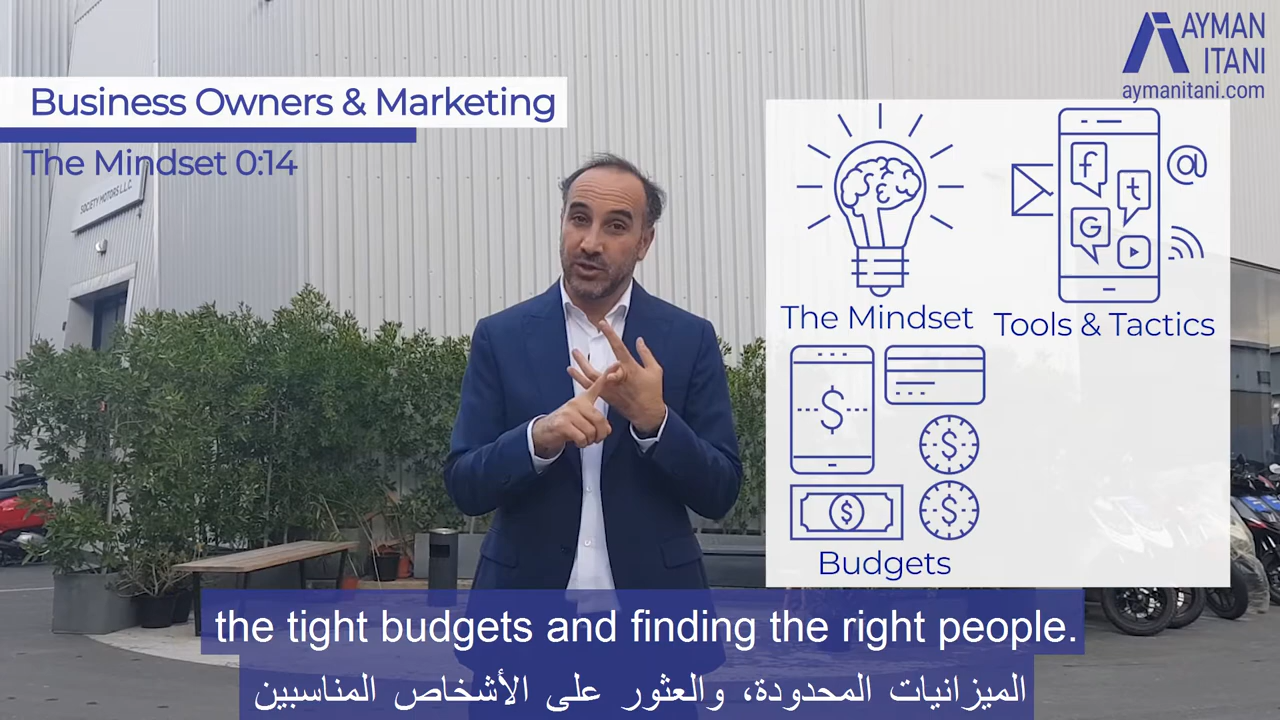 AYMAN
ITANI
aymanitani.com
Business Owners & Marketing
The Mindset 0:14
SOCIETY MOTORS L.L.C.
f
t
G
@
The Mindset
Tools & Tactics
$
$
$
$
Budgets
the tight budgets and finding the right people.
الميزانيات المحدودة، والعثور على الأشخاص المناسبين